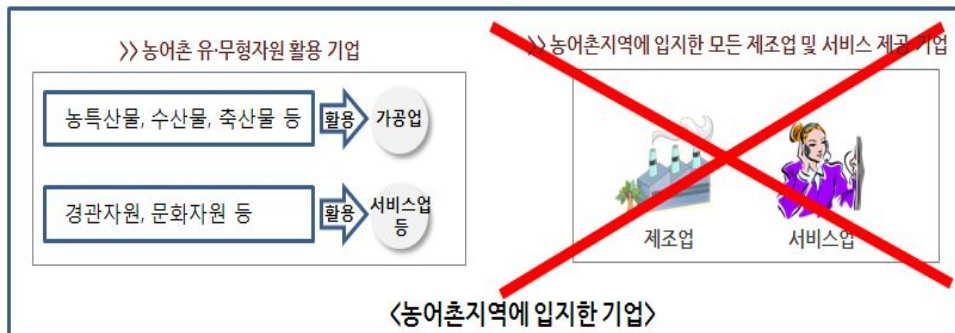 >> 농어촌 유·무형자원 활용 기업
농특산물, 수산물, 축산물 등
활용
가공업
경관자원, 문화자원 등
활용
서비스업
등
>> 농어촌지역에 입지한 모든 제조업 및 서비스 제공 기업
제조업
서비스업
<농어촌지역에 입지한 기업>